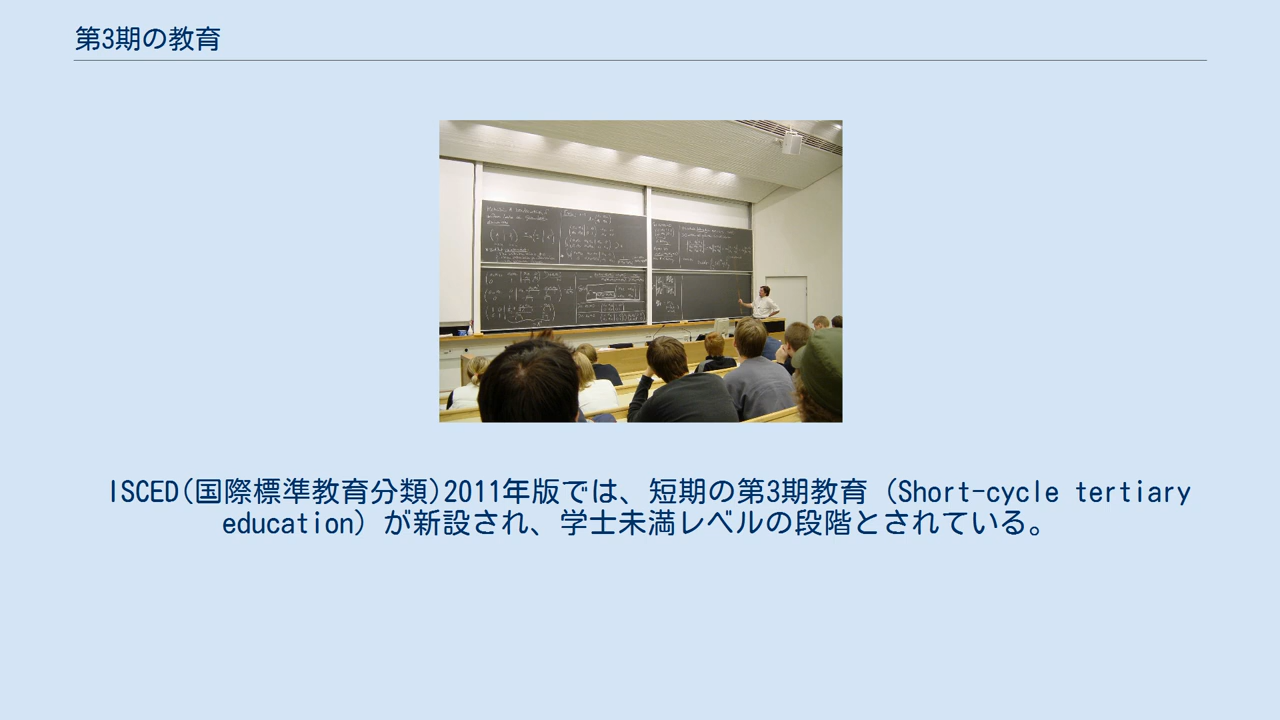 第3期の教育
ISCED(国際標準教育分類)2011年版では、短期の第3期教育 (Short-cycle tertiary
education) が新設され、学士未満レベルの段階とされている。